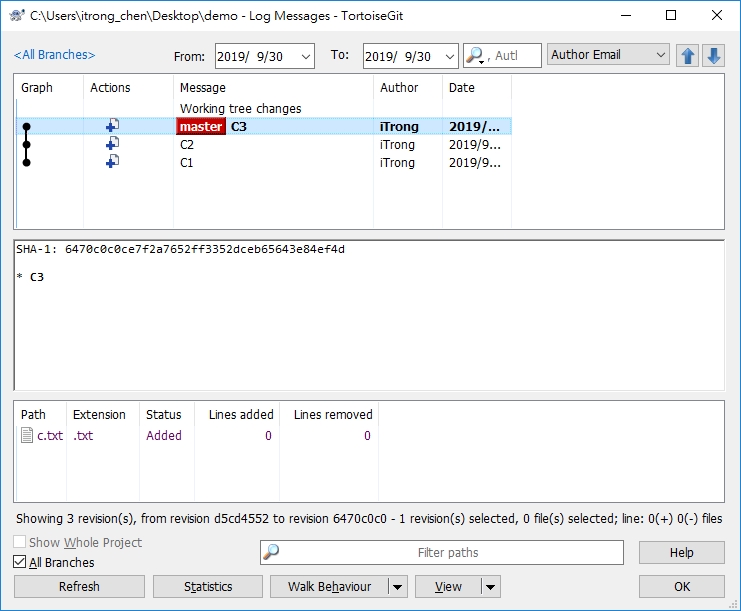 C:\Users\itrong_chen\Desktop\demo - Log Messages - TortoiseGit
<All Branches> From: 2019/ 9/30 To: 2019/ 9/30 , Autl Author Email
Graph Actions Message Author Date
Working tree changes
master C3 iTrong 2019/...
C2 iTrong 2019/9...
C1 iTrong 2019/9...
SHA-1: 6470c0c0ce7f2a7652ff3352dceb65643e84ef4d
* C3
Path Extension Status Lines added Lines removed
c.txt .txt Added 0 0
Showing 3 revision(s), from revision d5cd4552 to revision 6470c0c0 - 1 revision(s) selected, 0 file(s) selected; line: 0(+) 0(-) files
Show Whole Project
Filter paths Help
All Branches
Refresh Statistics Walk Behaviour View OK